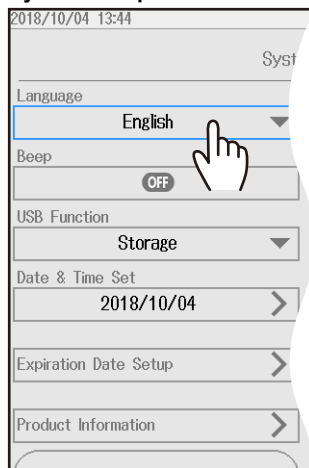 2018/10/04 13:44
Syst
Language
English
Beep
OFF
USB Function
Storage
Date & Time Set
2018/10/04
Expiration Date Setup
Product Information